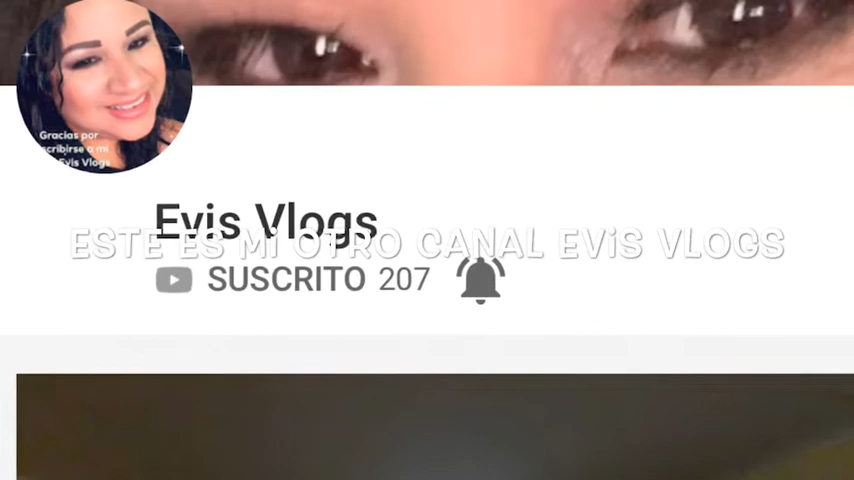 Gracias por
scribirse a mi
Evis Vlogs
Evis Vlogs
ESTE ES Mi OTRO CANAL EViS VLOGS
SUSCRITO 207